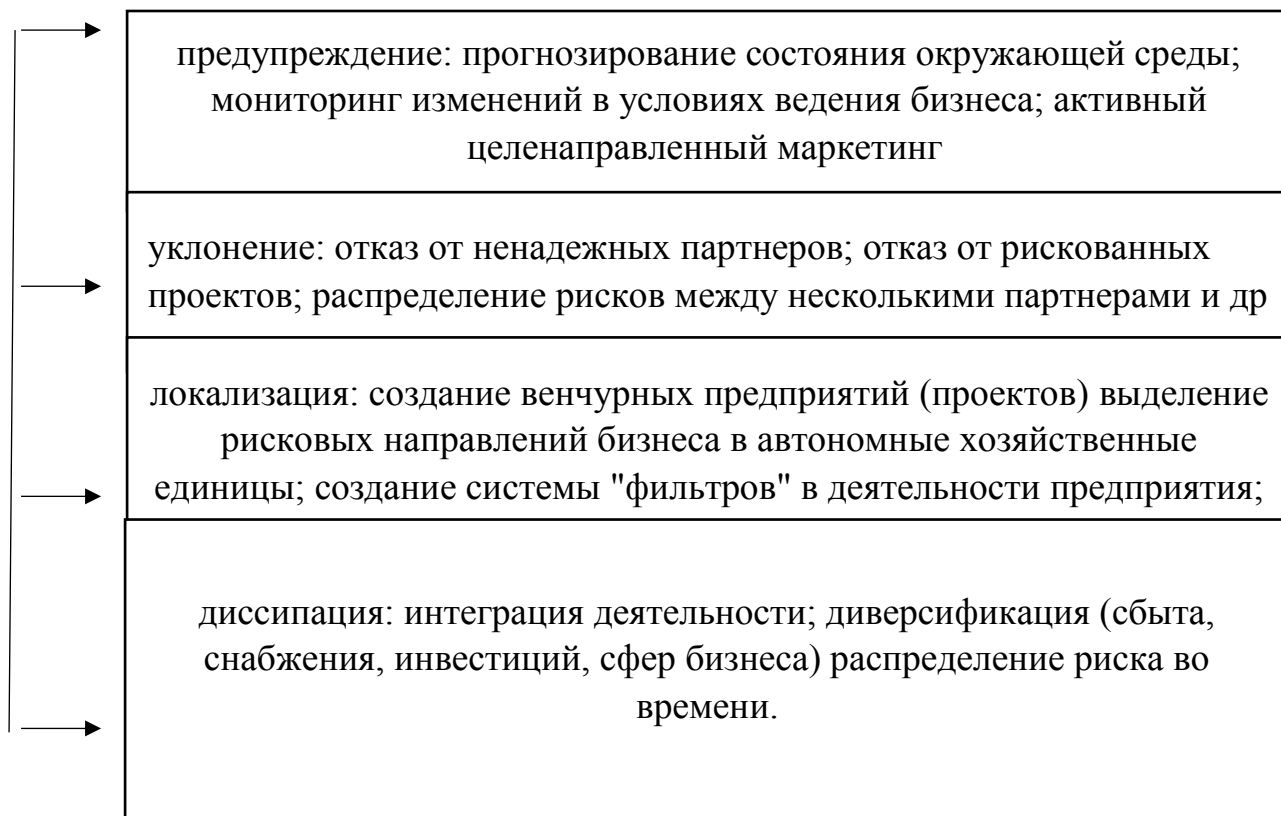 предупреждение: прогнозирование состояния окружающей среды;
мониторинг изменений в условиях ведения бизнеса; активный
целенаправленный маркетинг
уклонение: отказ от ненадежных партнеров; отказ от рискованных
проектов; распределение рисков между несколькими партнерами и др
локализация: создание венчурных предприятий (проектов) выделение
рисковых направлений бизнеса в автономные хозяйственные
единицы; создание системы "фильтров" в деятельности предприятия;
диссипация: интеграция деятельности; диверсификация (сбыта,
снабжения, инвестиций, сфер бизнеса) распределение риска во
времени.